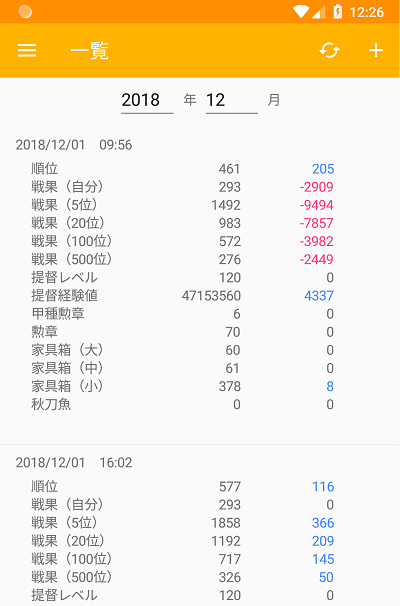 12:26
一覧
2018 年 12 月
2018/12/01 09:56
順位 461 205
戦果（自分） 293 -2909
戦果（5位） 1492 -9494
戦果（20位） 983 -7857
戦果（100位） 572 -3982
戦果（500位） 276 -2449
提督レベル 120 0
提督経験値 47153560 4337
甲種勲章 6 0
勲章 70 0
家具箱（大） 60 0
家具箱（中） 61 0
家具箱（小） 378 8
秋刀魚 0 0
2018/12/01 16:02
順位 577 116
戦果（自分） 293 0
戦果（5位） 1858 366
戦果（20位） 1192 209
戦果（100位） 717 145
戦果（500位） 326 50
提督レベル 120 0